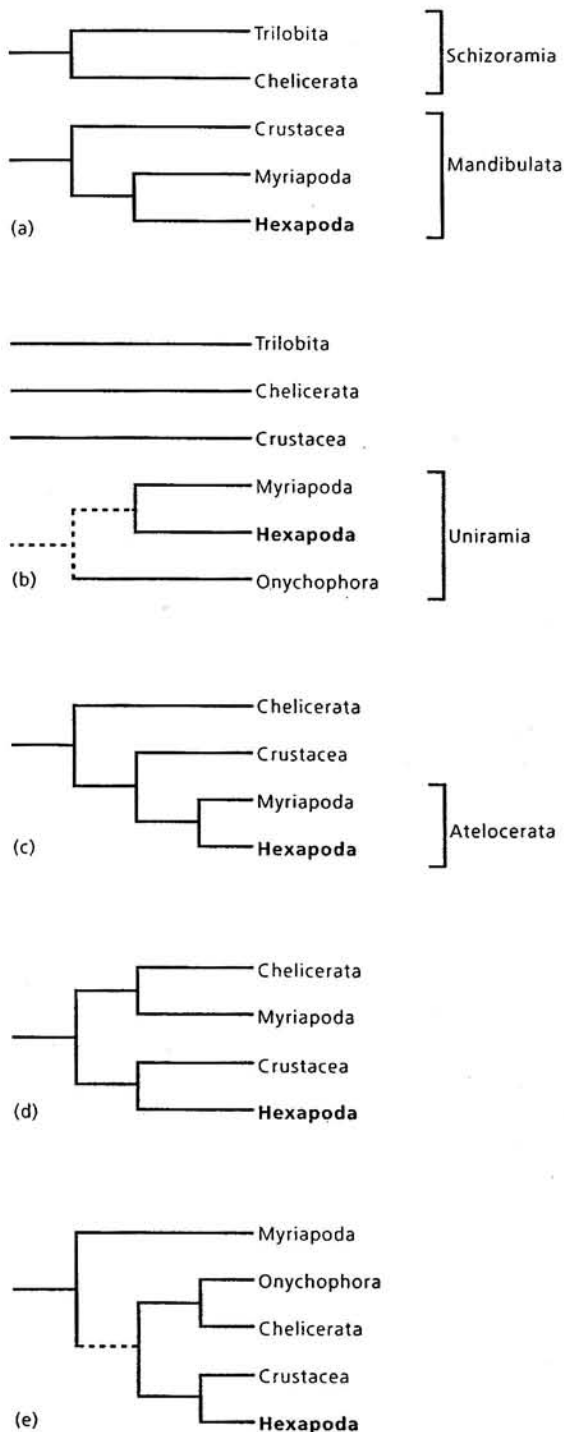 Trilobita
Schizoramia
Chelicerata
Crustacea
Mandibulata
Myriapoda
(a) Hexapoda
Trilobita
Chelicerata
Crustacea
Myriapoda
Hexapoda
Uniramia
(b) Onychophora
Chelicerata
Crustacea
Myriapoda
Atelocerata
(c) Hexapoda
Chelicerata
Myriapoda
Crustacea
(d) Hexapoda
Myriapoda
Onychophora
Chelicerata
Crustacea
(e) Hexapoda